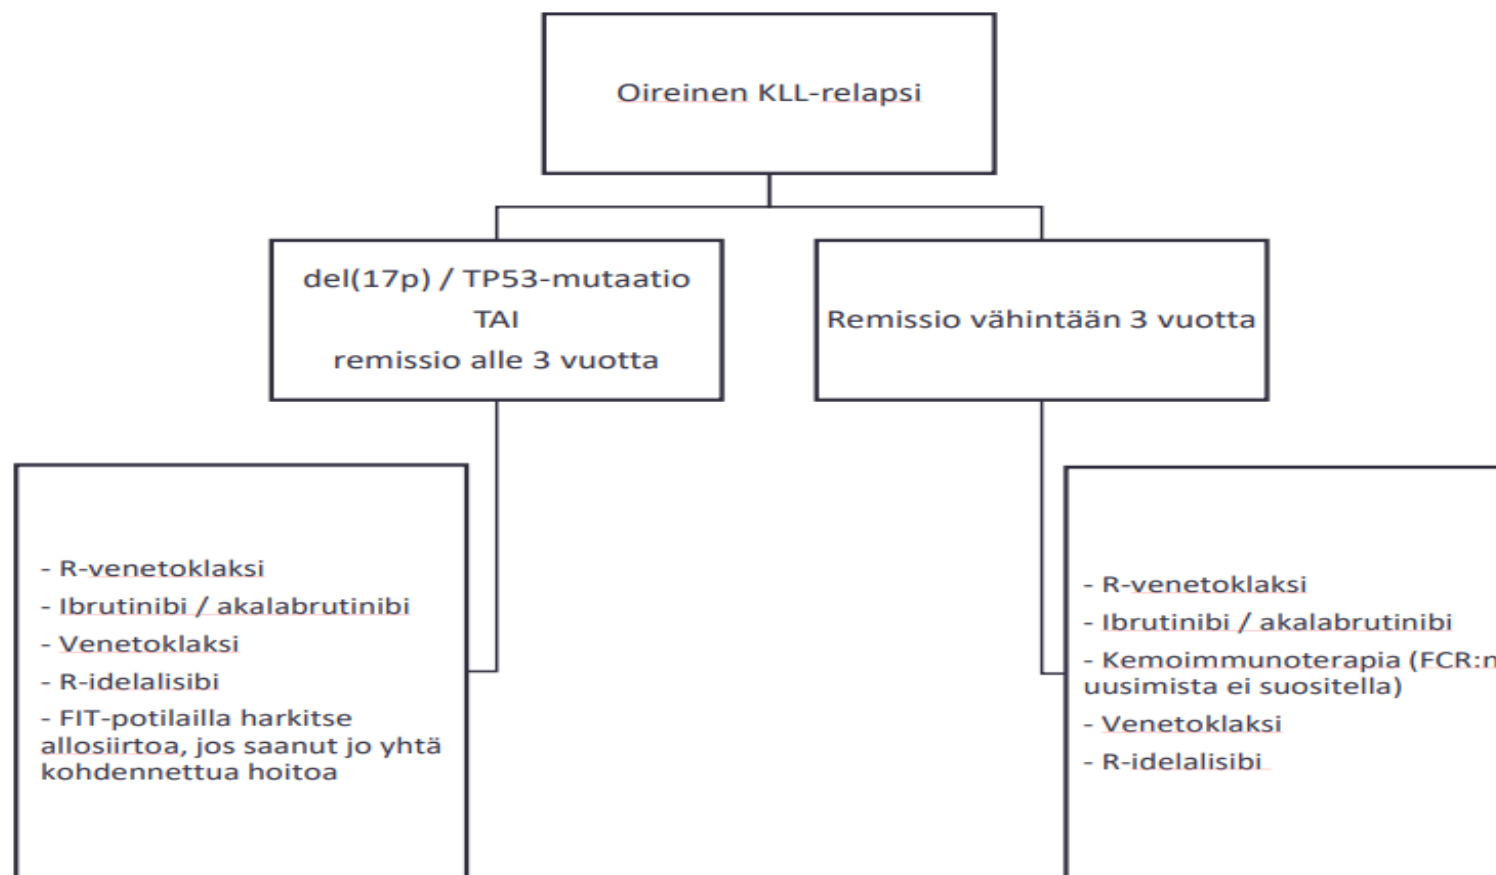 Oireinen KLL-relapsi
del(17p) / TP53-mutaatio
TAI
remissio alle 3 vuotta
Remissio vähintään 3 vuotta
- R-venetoklaksi
- Ibrutinibi / akalabrutinibi
- Venetoklaksi
- R-idelalisibi
- FIT-potilailla harkitse
allosiirtoa, jos saanut jo yhtä
kohdennettua hoitoa
- R-venetoklaksi
- Ibrutinibi / akalabrutinibi
- Kemoimmunoterapia (FCR:n
uusimista ei suositella)
- Venetoklaksi
- R-idelalisibi